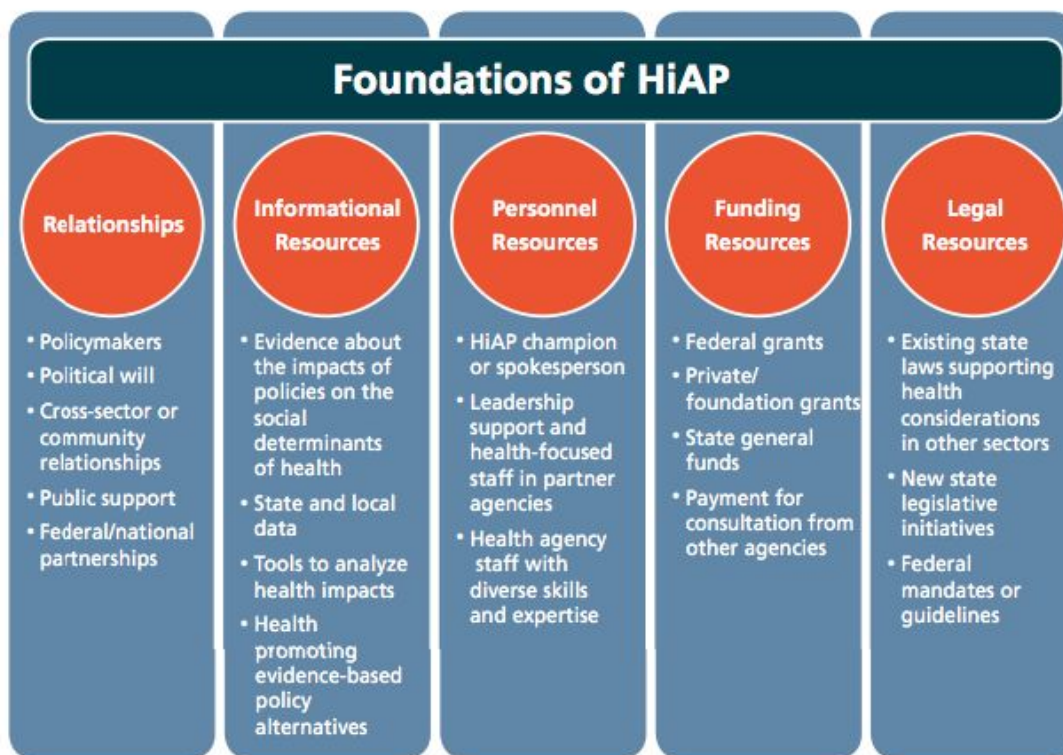 Foundations of HiAP
Relationships
• Policymakers
• Political will
• Cross-sector or
community
relationships
• Public support
• Federal/national
partnerships
Informational
Resources
• Evidence about
the impacts of
policies on the
social
determinants
of health
• State and local
data
• Tools to analyze
health impacts
• Health
promoting
evidence-based
policy
alternatives
Personnel
Resources
• HiAP champion
or spokesperson
• Leadership
support and
health-focused
staff in partner
agencies
• Health agency
staff with
diverse skills
and expertise
Funding
Resources
• Federal grants
• Private/
foundation grants
• State general
funds
• Payment for
consultation from
other agencies
Legal
Resources
• Existing state
laws supporting
health
considerations
in other sectors
• New state
legislative
initiatives
• Federal
mandates or
guidelines